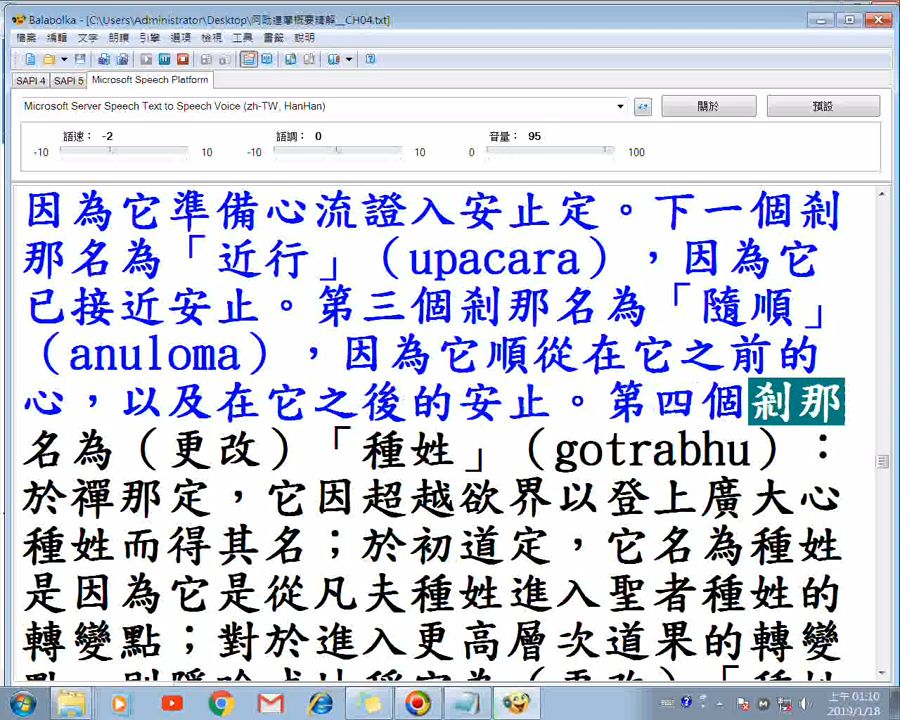 Balabolka - [C:\Users\Administrator\Desktop\阿毗達摩概要精解__CH04.txt]
檔案 編輯 文字 朗讀 引擎 選項 檢視 工具 書籤 說明
SAPI 4 SAPI 5 Microsoft Speech Platform
Microsoft Server Speech Text to Speech Voice (zh-TW, HanHan) 關於 預設
語速： -2 語調： 0 音量： 95
-10 10 -10 10 0 100
因為它準備心流證入安止定。下一個剎
那名為「近行」（upacara），因為它
已接近安止。第三個剎那名為「隨順」
（anuloma），因為它順從在它之前的
心，以及在它之後的安止。第四個剎那
名為（更改）「種姓」（gotrabhu）：
於禪那定，它因超越欲界以登上廣大心
種姓而得其名；於初道定，它名為種姓
是因為它是從凡夫種姓進入聖者種姓的
轉變點；對於進入更高層次道果的轉變
上午 01:10
2019/1/18